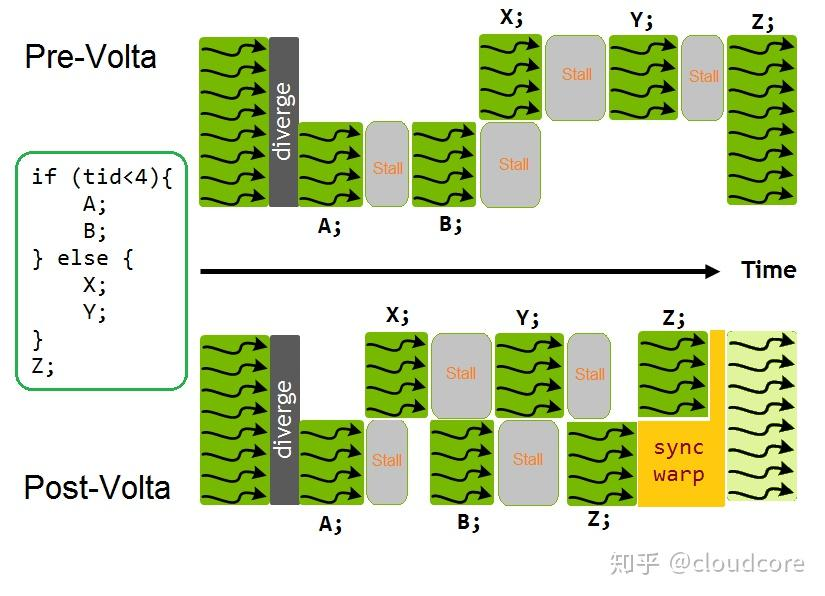 Pre-Volta
diverge
A;
Stall
B;
Stall
X;
Stall
Y;
Stall
Z;
if (tid<4){
A;
B;
} else {
X;
Y;
}
Z;
Time
Post-Volta
diverge
A;
Stall
X;
Stall
B;
Stall
Y;
Stall
Z;
Z;
sync
warp
知乎 @cloudcore